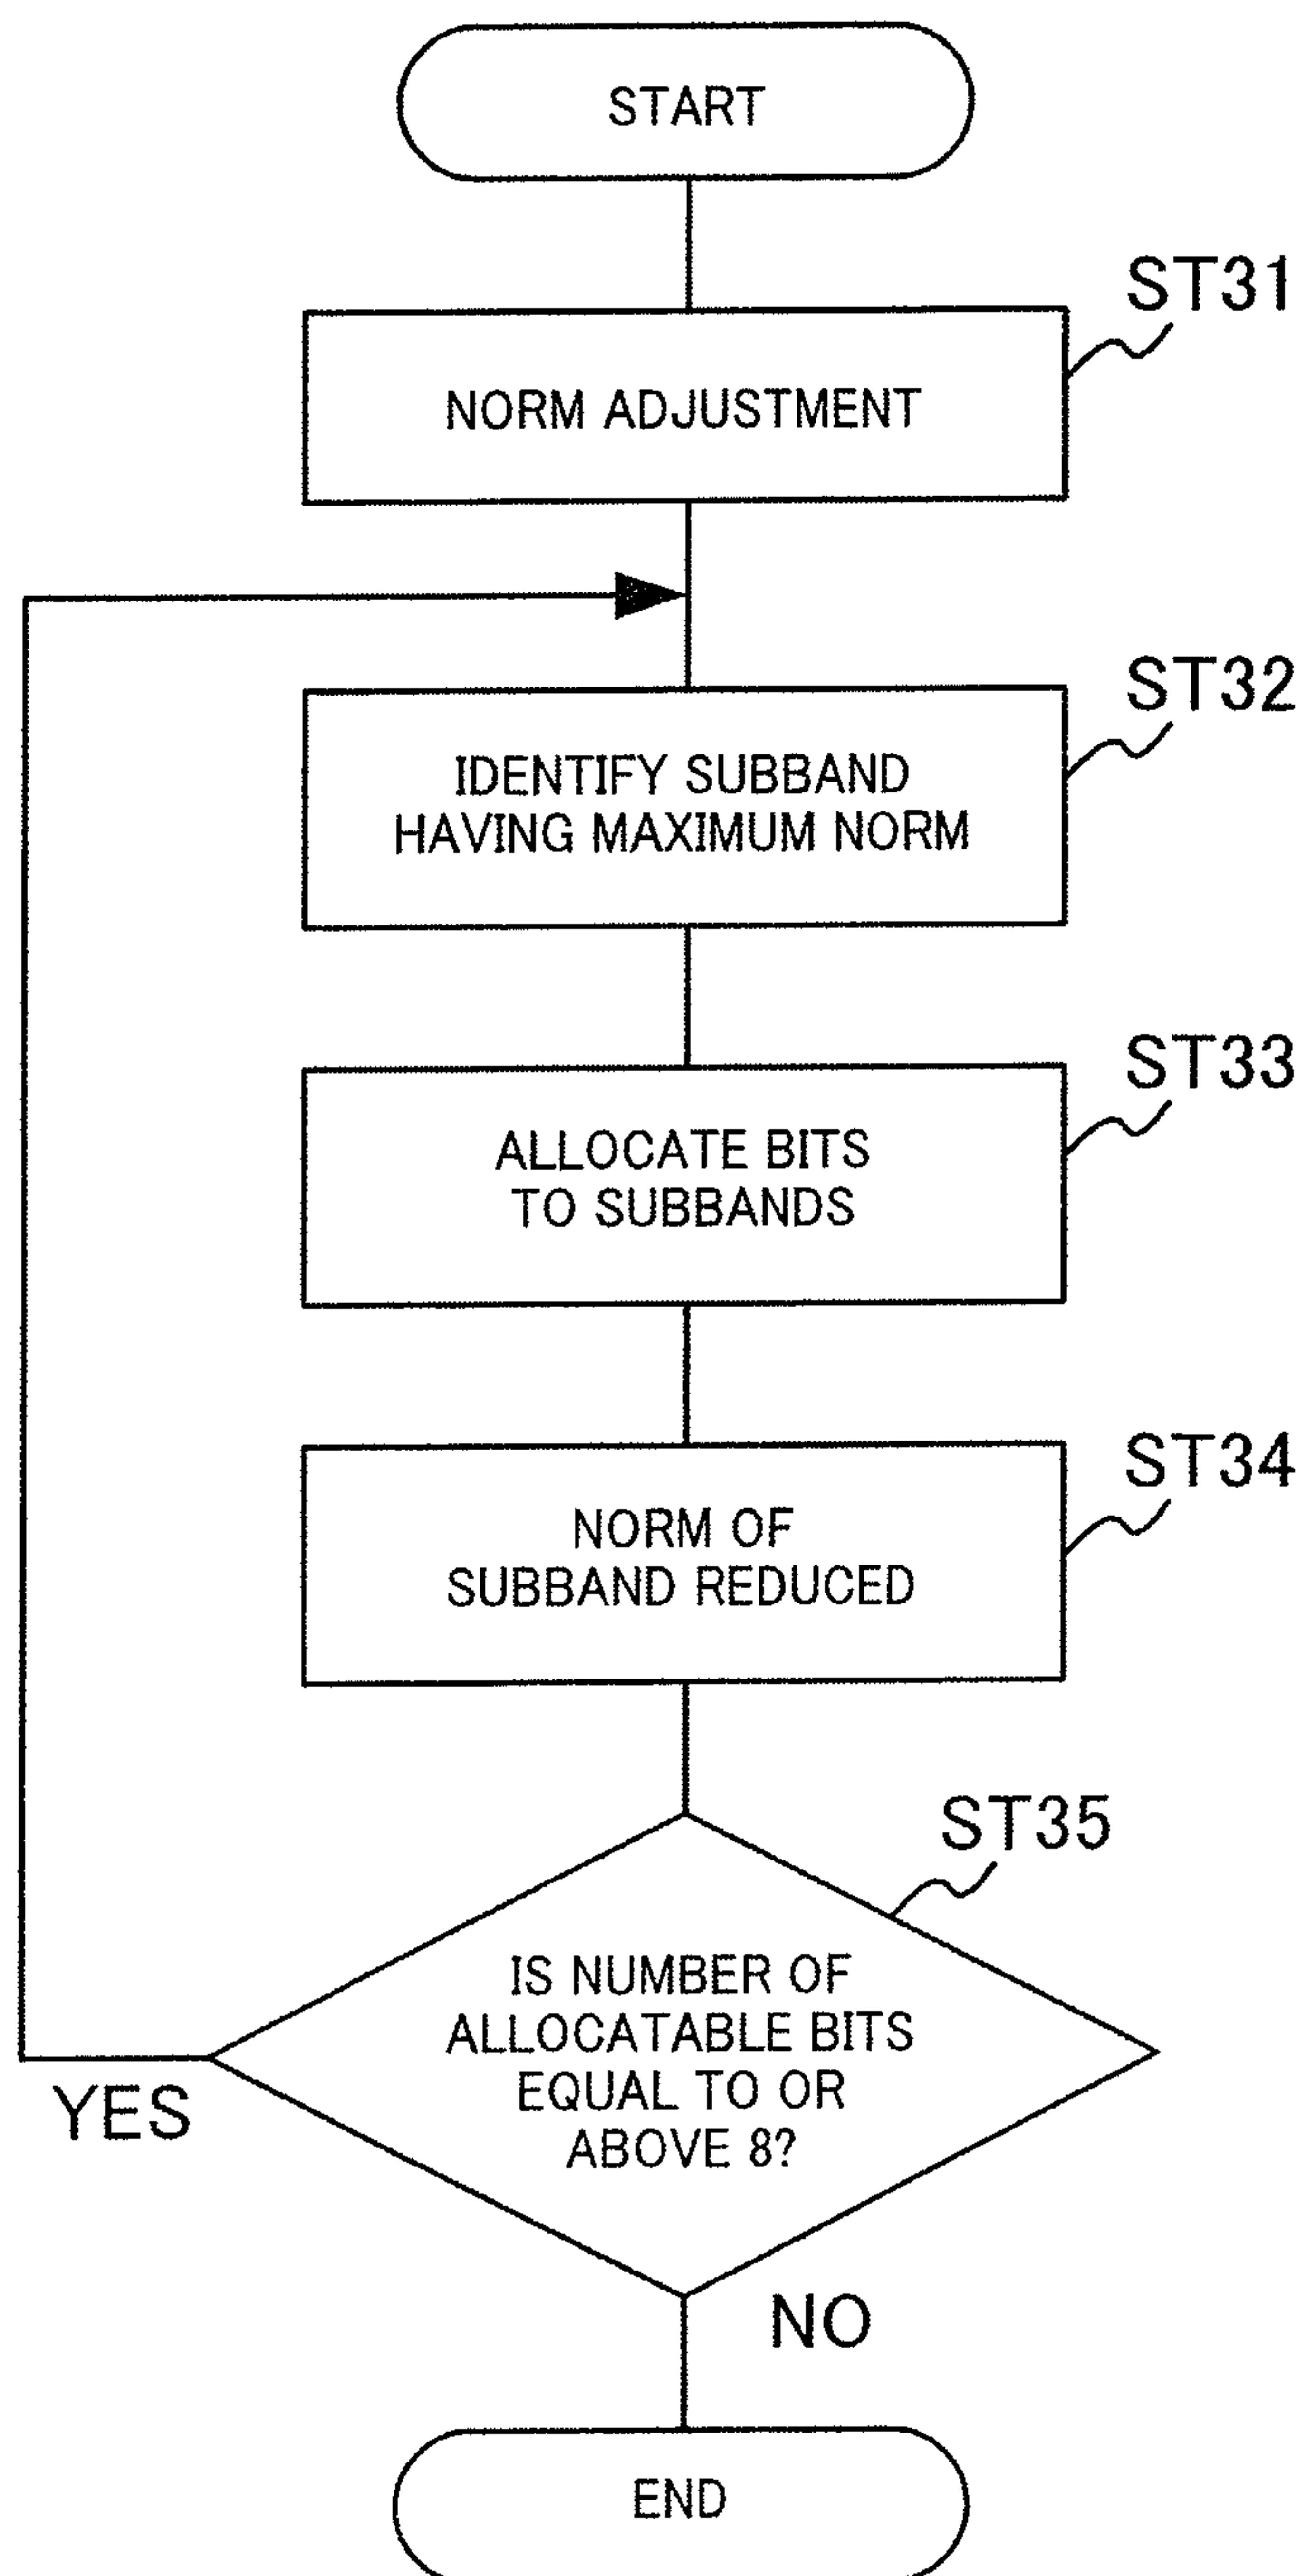 START
ST31
NORM ADJUSTMENT
ST32
IDENTIFY SUBBAND
HAVING MAXIMUM NORM
ST33
ALLOCATE BITS
TO SUBBANDS
ST34
NORM OF
SUBBAND REDUCED
ST35
IS NUMBER OF
ALLOCATABLE BITS
EQUAL TO OR
ABOVE 8?
YES
NO
END